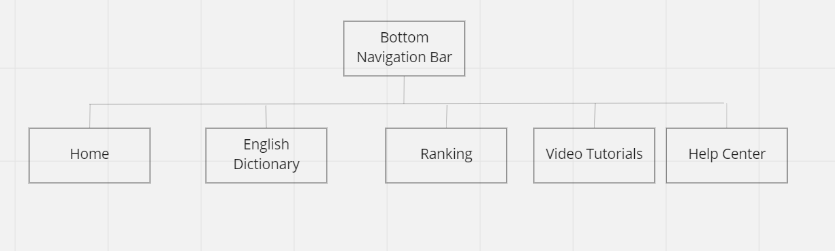 Bottom
Navigation Bar
Home
English
Dictionary
Ranking
Video Tutorials
Help Center